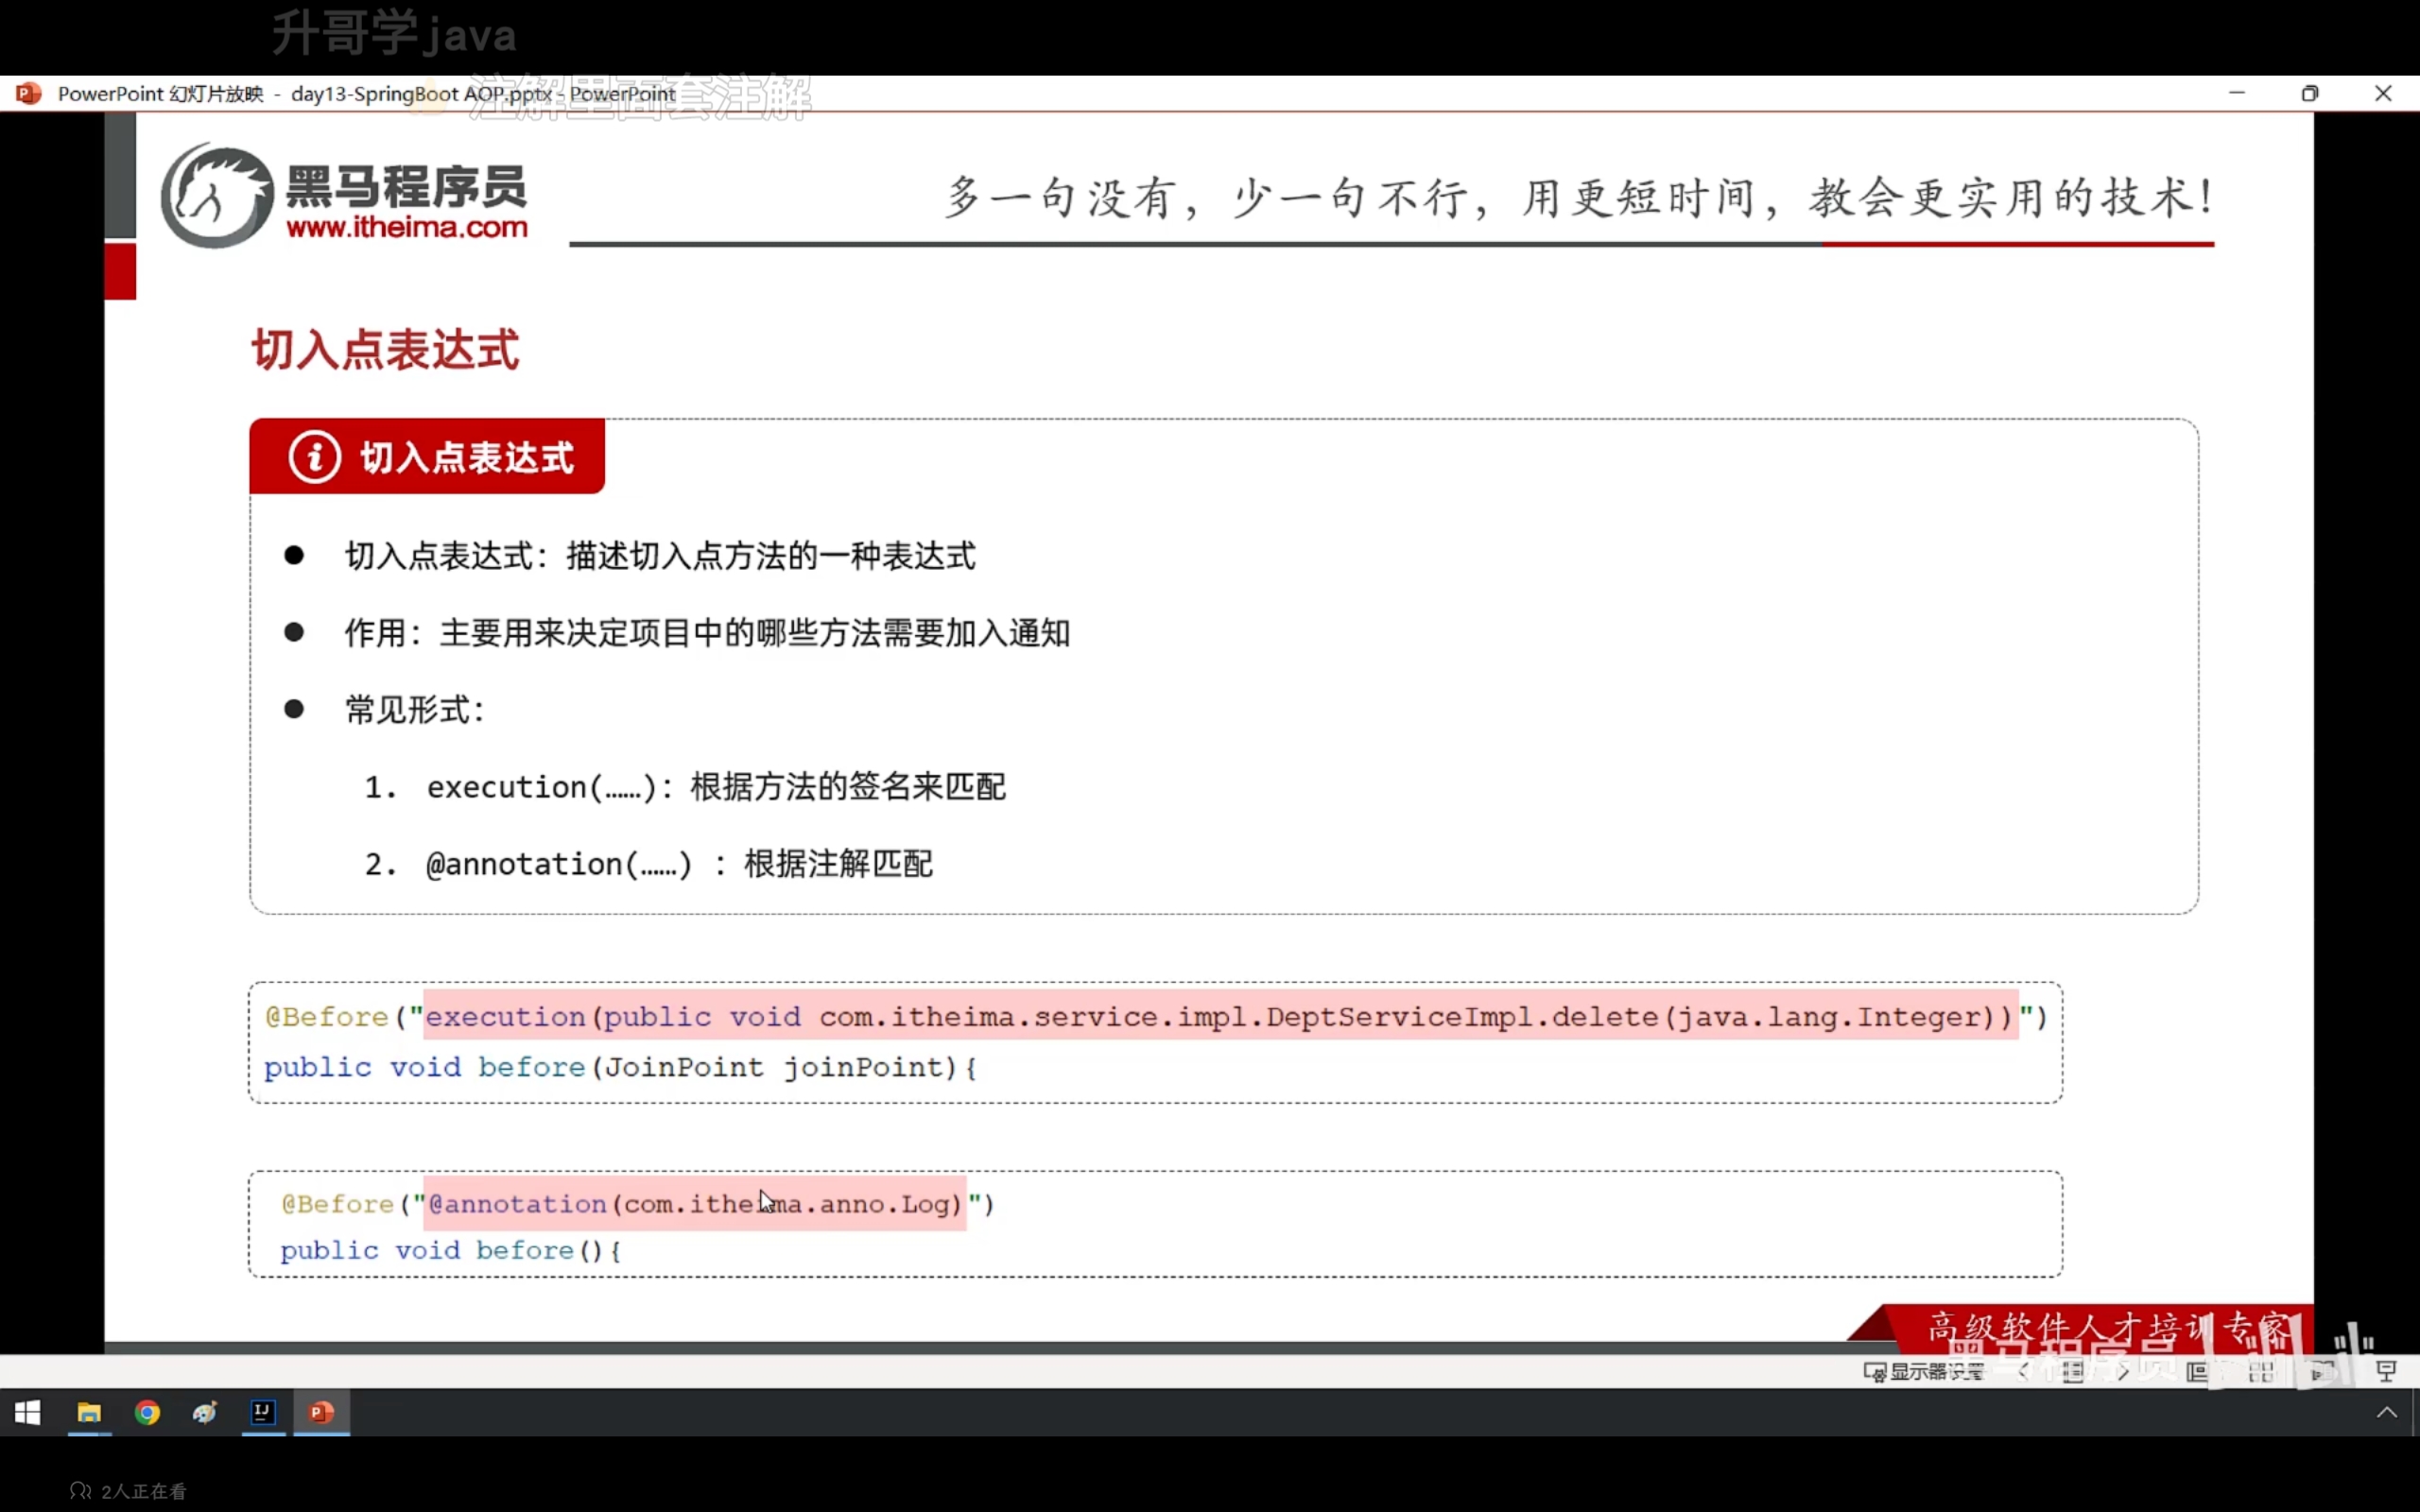 升哥学java
注解里面套注解
PowerPoint 幻灯片放映 - day13-SpringBoot AOP.pptx - PowerPoint
黑马程序员
www.itheima.com
多一句没有，少一句不行，用更短时间，教会更实用的技术！
切入点表达式
切入点表达式
● 切入点表达式：描述切入点方法的一种表达式
● 作用：主要用来决定项目中的哪些方法需要加入通知
● 常见形式：
1. execution(……)：根据方法的签名来匹配
2. @annotation(……) ：根据注解匹配
@Before("execution(public void com.itheima.service.impl.DeptServiceImpl.delete(java.lang.Integer))")
public void before(JoinPoint joinPoint){
@Before("@annotation(com.itheima.anno.Log)")
public void before(){
高级软件人才培训专家
黑马程序员
显示器设置
2人正在看